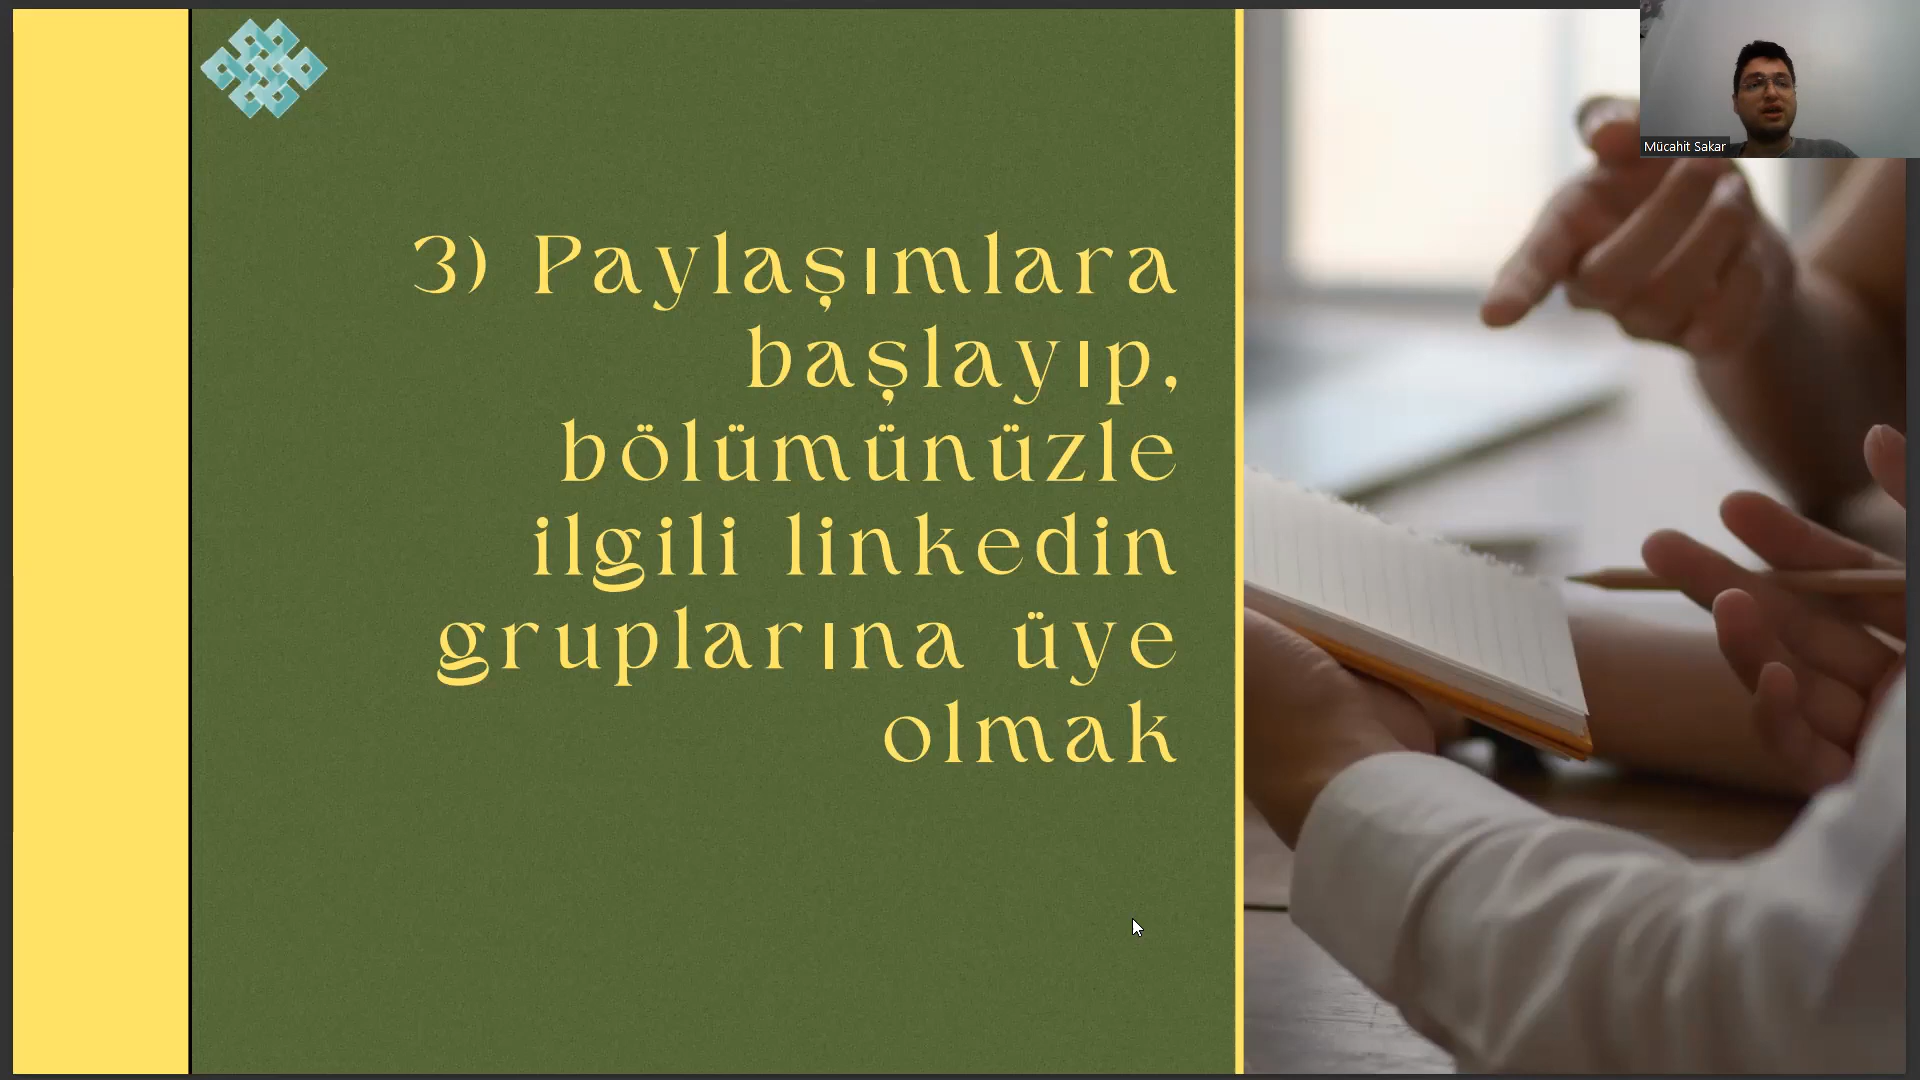 3) Paylaşımlara
başlayıp,
bölümünüzle
ilgili linkedin
gruplarına üye
olmak
Mücahit Sakar